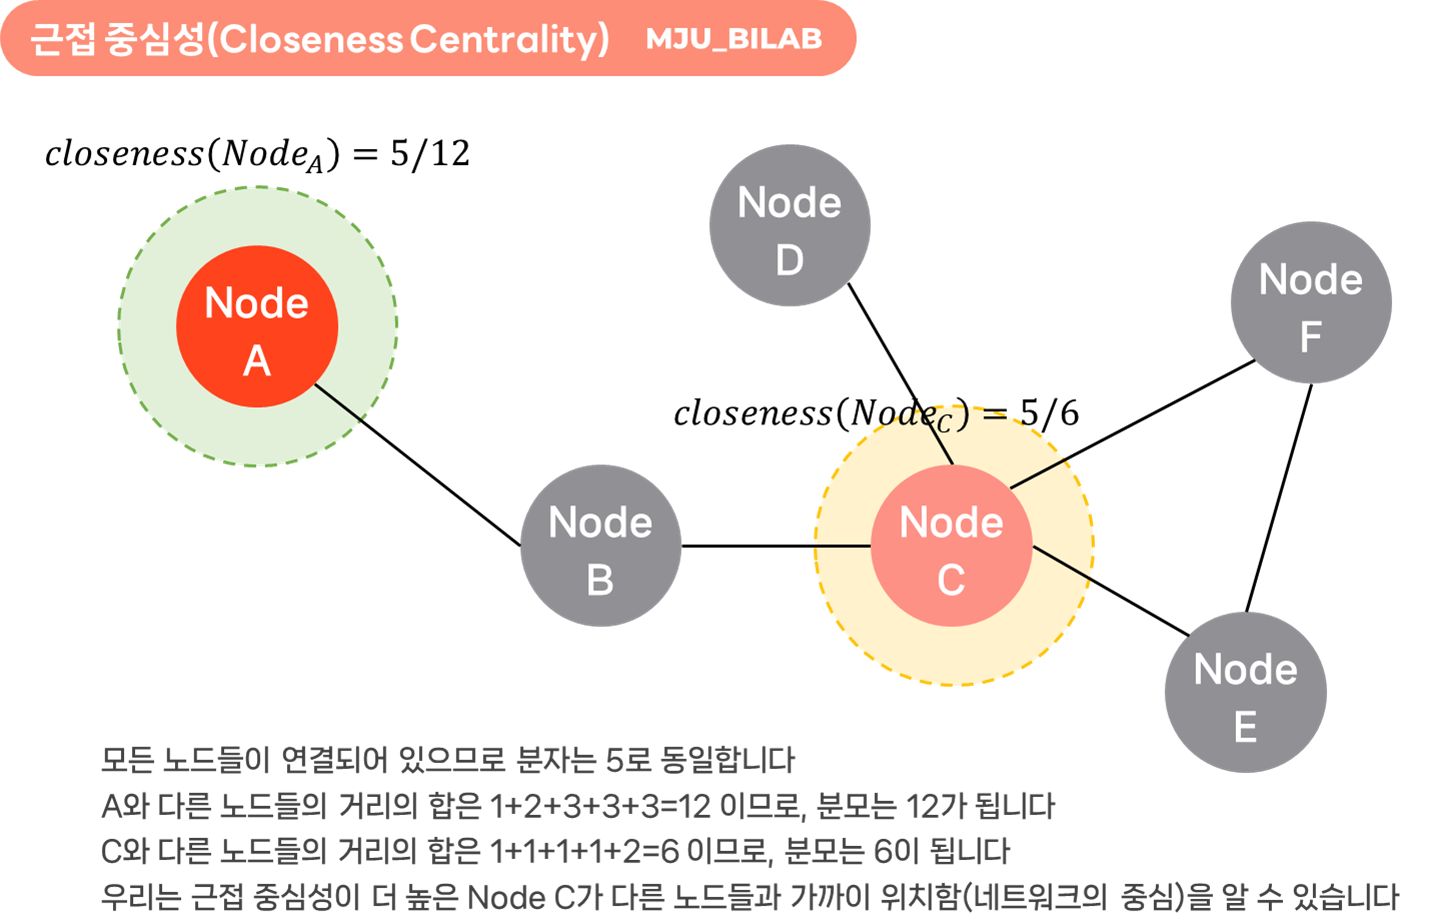 근접 중심성(Closeness Centrality) MJU_BILAB
closeness(Node_A) = 5/12
Node
D
Node
F
Node
A
closeness(Node_C) = 5/6
Node
B
Node
C
Node
E
모든 노드들이 연결되어 있으므로 분자는 5로 동일합니다
A와 다른 노드들의 거리의 합은 1+2+3+3+3=12 이므로, 분모는 12가 됩니다
C와 다른 노드들의 거리의 합은 1+1+1+1+2=6 이므로, 분모는 6이 됩니다
우리는 근접 중심성이 더 높은 Node C가 다른 노드들과 가까이 위치함(네트워크의 중심)을 알 수 있습니다